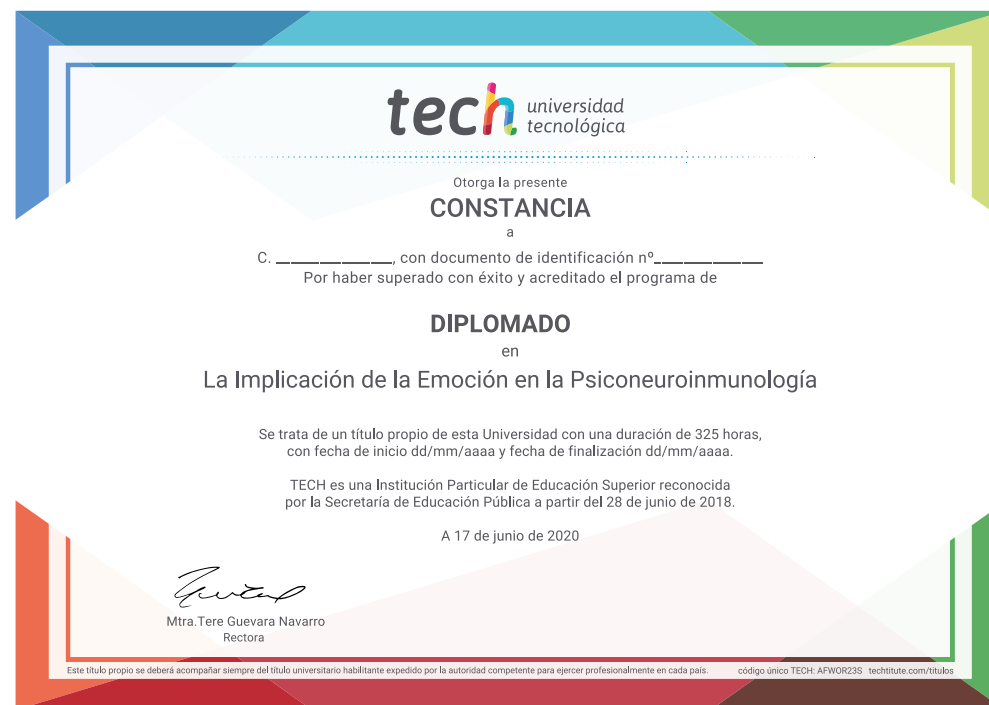 tech universidad
tecnológica
Otorga la presente
CONSTANCIA
a
C. ______________, con documento de identificación nº_____________
Por haber superado con éxito y acreditado el programa de
DIPLOMADO
en
La Implicación de la Emoción en la Psiconeuroinmunología
Se trata de un título propio de esta Universidad con una duración de 325 horas,
con fecha de inicio dd/mm/aaaa y fecha de finalización dd/mm/aaaa.
TECH es una Institución Particular de Educación Superior reconocida
por la Secretaría de Educación Pública a partir del 28 de junio de 2018.
A 17 de junio de 2020
Mtra.Tere Guevara Navarro
Rectora
Este título propio se deberá acompañar siempre del título universitario habilitante expedido por la autoridad competente para ejercer profesionalmente en cada país. código único TECH: AFWOR23S techtitute.com/titulos